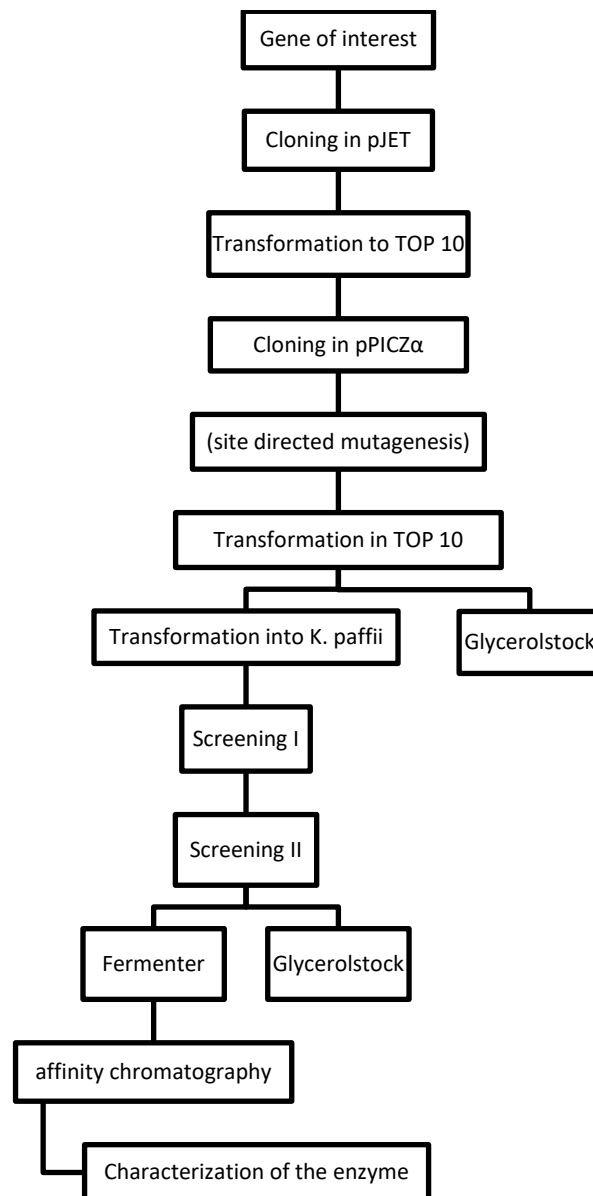 Gene of interest
Cloning in pJET
Transformation to TOP 10
Cloning in pPICZα
(site directed mutagenesis)
Transformation in TOP 10
Transformation into K. paffii
Glycerolstock
Screening I
Screening II
Fermenter
Glycerolstock
affinity chromatography
Characterization of the enzyme